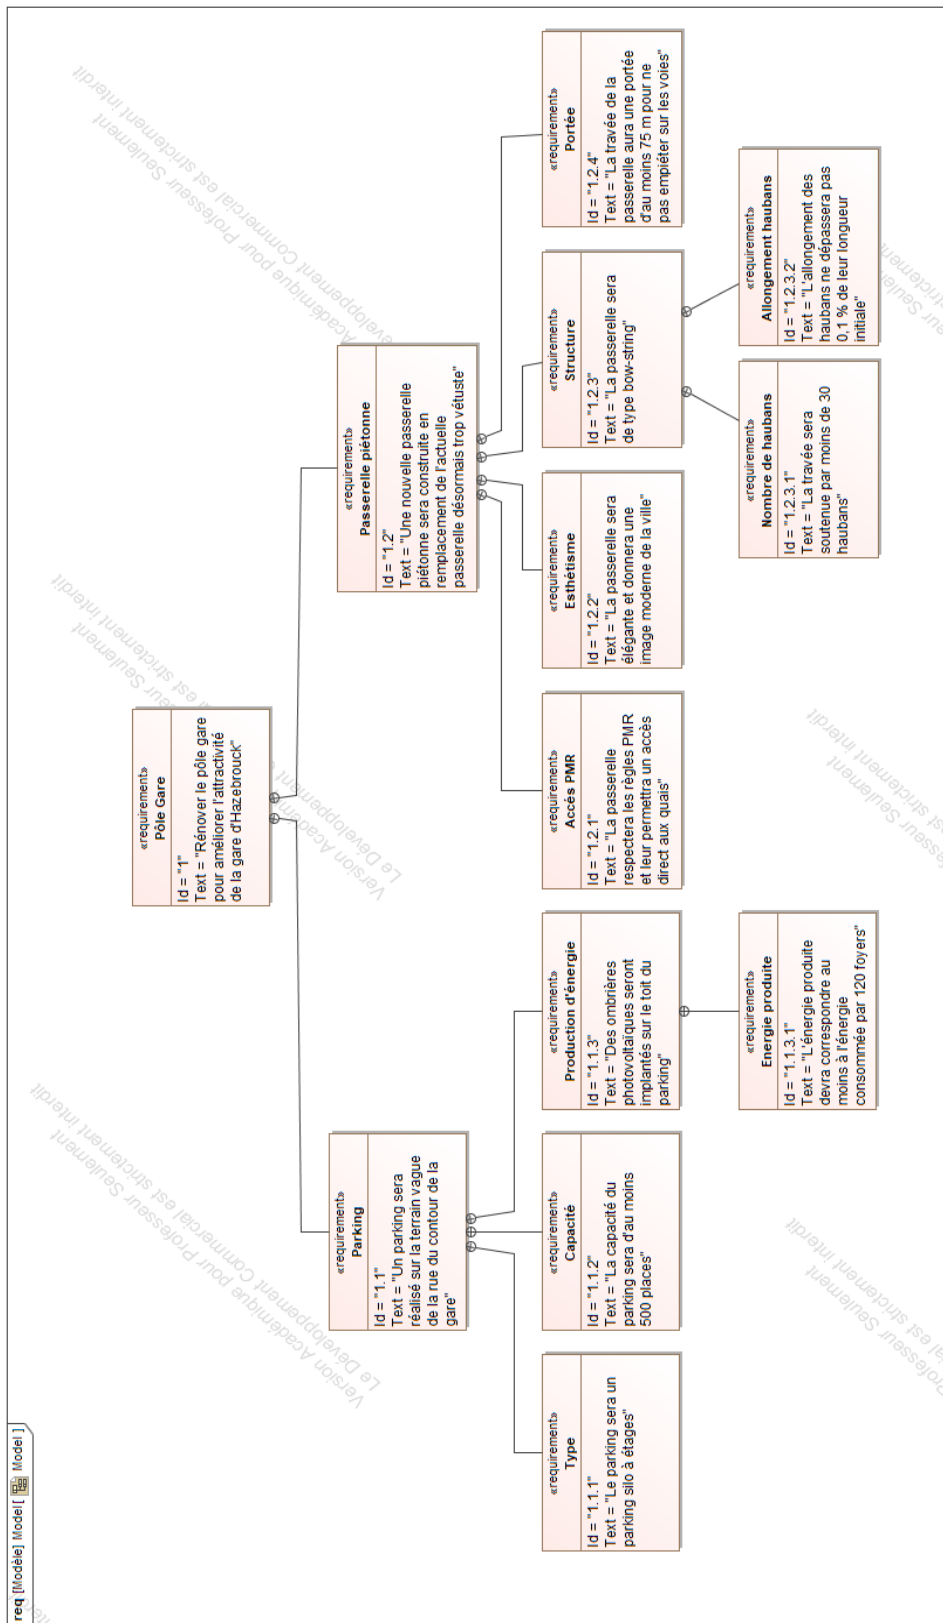 req [Modèle] Model [ Model ]
«requirement»
Pôle Gare
Id = "1"
Text = "Rénover le pôle gare
pour améliorer l'attractivité
de la gare d'Hazebrouck"
«requirement»
Parking
Id = "1.1"
Text = "Un parking sera
réalisé sur la terrain vague
de la rue du contour de la
gare"
«requirement»
Passerelle piétonne
Id = "1.2"
Text = "Une nouvelle passerelle
piétonne sera construite en
remplacement de l'actuelle
passerelle désormais trop vétuste"
«requirement»
Type
Id = "1.1.1"
Text = "Le parking sera un
parking silo à étages"
«requirement»
Capacité
Id = "1.1.2"
Text = "La capacité du
parking sera d'au moins
500 places"
«requirement»
Production d'énergie
Id = "1.1.3"
Text = "Des ombrières
photovoltaïques seront
implantés sur le toit du
parking"
«requirement»
Accès PMR
Id = "1.2.1"
Text = "La passerelle
respectera les règles PMR
et leur permettra un accès
direct aux quais"
«requirement»
Esthétisme
Id = "1.2.2"
Text = "La passerelle sera
élégante et donnera une
image moderne de la ville"
«requirement»
Structure
Id = "1.2.3"
Text = "La passerelle sera
de type bow-string"
«requirement»
Portée
Id = "1.2.4"
Text = "La travée de la
passerelle aura une portée
d'au moins 75 m pour ne
pas empiéter sur les voies"
«requirement»
Energie produite
Id = "1.1.3.1"
Text = "L'énergie produite
devra correspondre au
moins à l'énergie
consommée par 120 foyers"
«requirement»
Nombre de haubans
Id = "1.2.3.1"
Text = "La travée sera
soutenue par moins de 30
haubans"
«requirement»
Allongement haubans
Id = "1.2.3.2"
Text = "L'allongement des
haubans ne dépassera pas
0,1 % de leur longueur
initiale"
Version Académique pour Professeur Seulement
Le Développement Commercial est strictement interdit